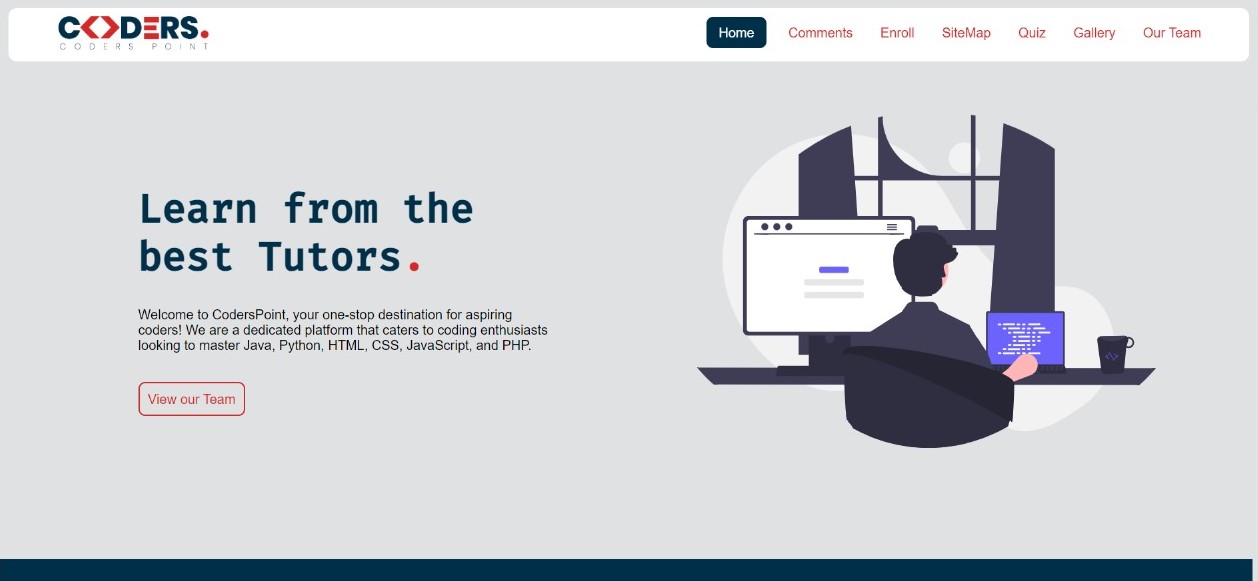 C<>DERS.
CODERS POINT
Home Comments Enroll SiteMap Quiz Gallery Our Team
Learn from the
best Tutors.
Welcome to CodersPoint, your one-stop destination for aspiring
coders! We are a dedicated platform that caters to coding enthusiasts
looking to master Java, Python, HTML, CSS, JavaScript, and PHP.
View our Team